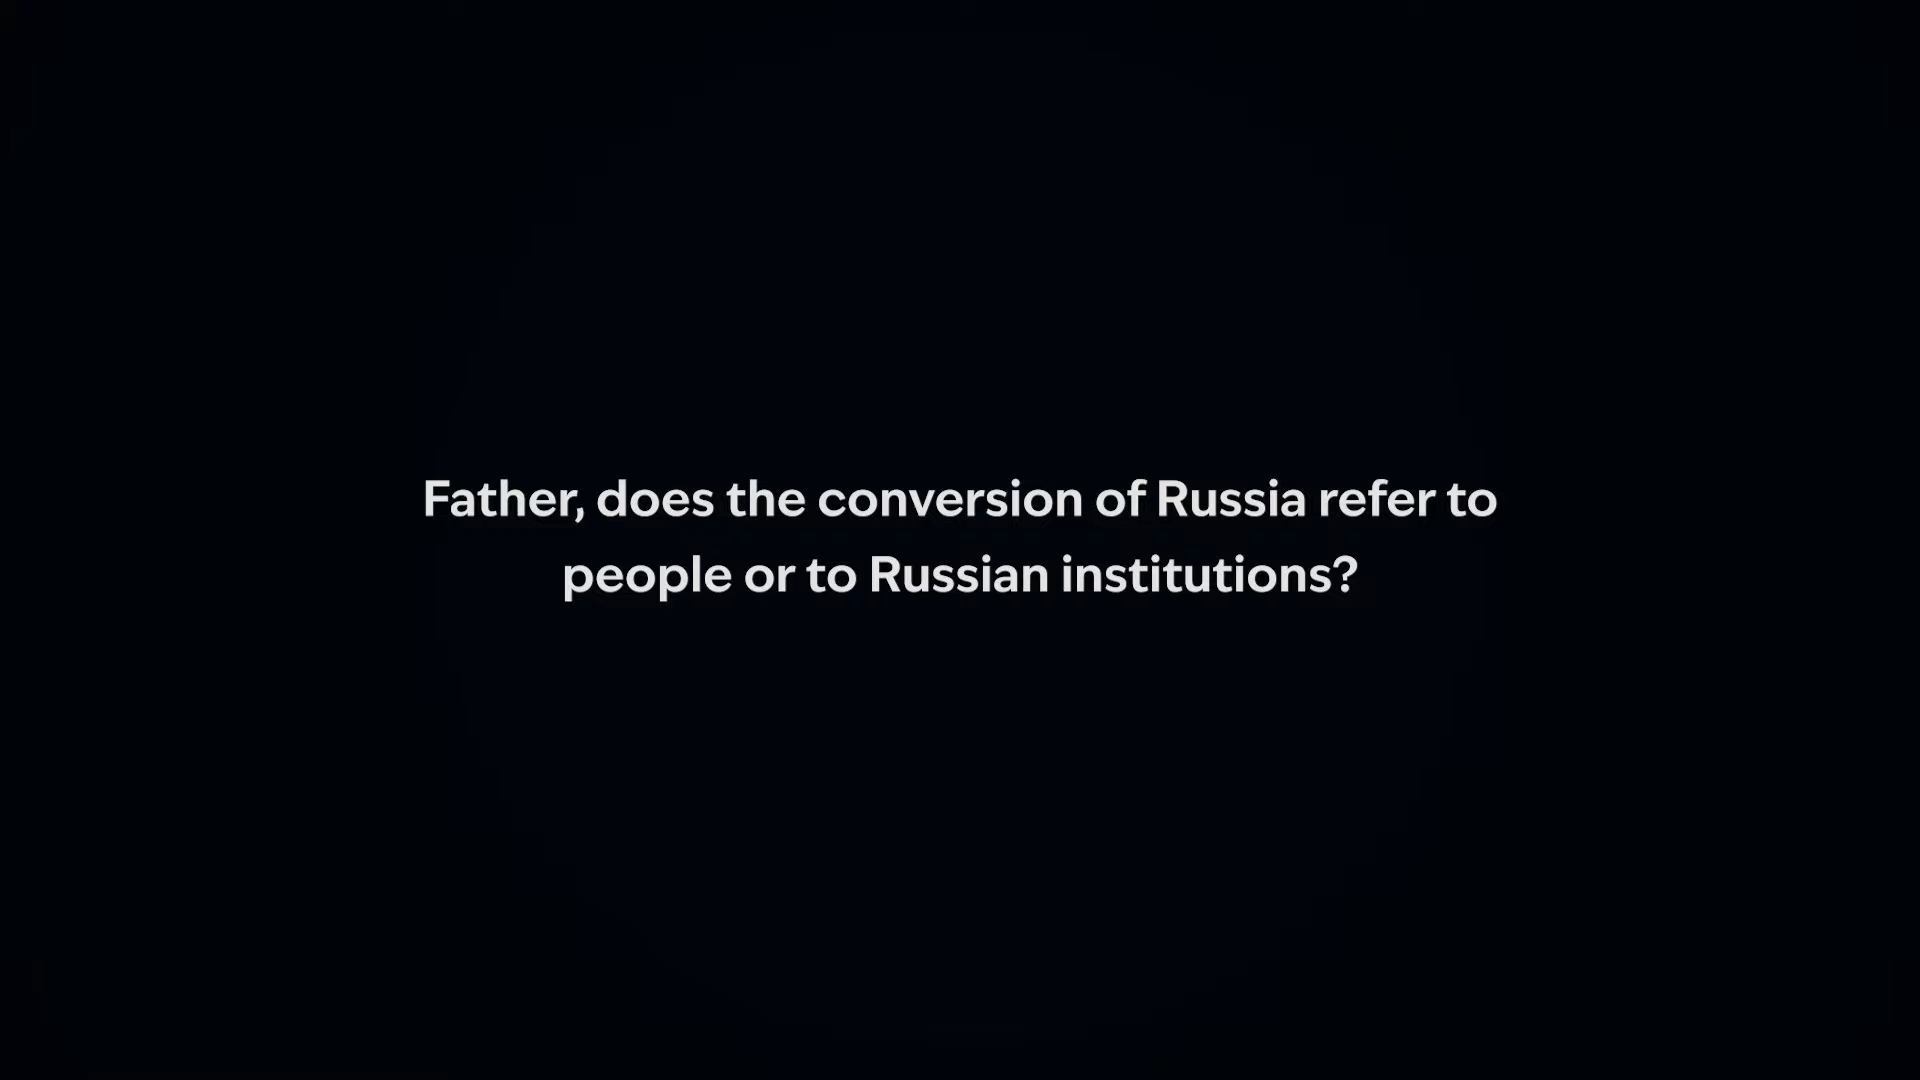 Father, does the conversion of Russia refer to
people or to Russian institutions?